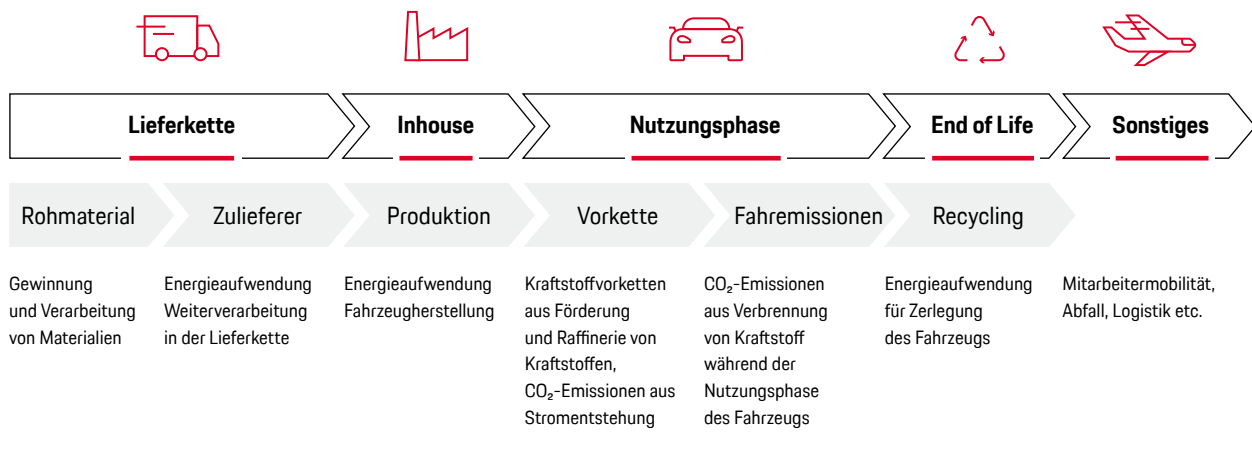 Lieferkette
Inhouse
Nutzungsphase
End of Life
Sonstiges
Rohmaterial
Zulieferer
Produktion
Vorkette
Fahremissionen
Recycling
Gewinnung
und Verarbeitung
von Materialien
Energieaufwendung
Weiterverarbeitung
in der Lieferkette
Energieaufwendung
Fahrzeugherstellung
Kraftstoffvorketten
aus Förderung
und Raffinerie von
Kraftstoffen,
CO₂-Emissionen aus
Stromentstehung
CO₂-Emissionen
aus Verbrennung
von Kraftstoff
während der
Nutzungsphase
des Fahrzeugs
Energieaufwendung
für Zerlegung
des Fahrzeugs
Mitarbeitermobilität,
Abfall, Logistik etc.